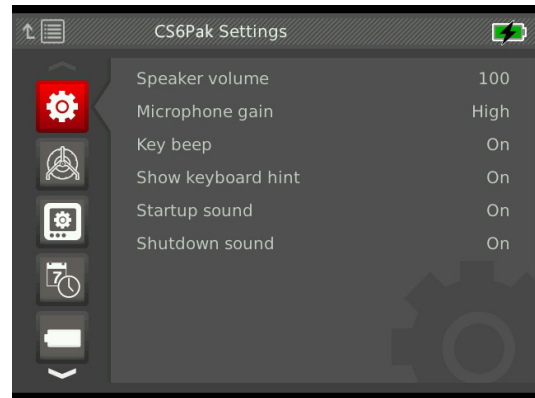 CS6Pak Settings
Speaker volume 100
Microphone gain High
Key beep On
Show keyboard hint On
Startup sound On
Shutdown sound On
7